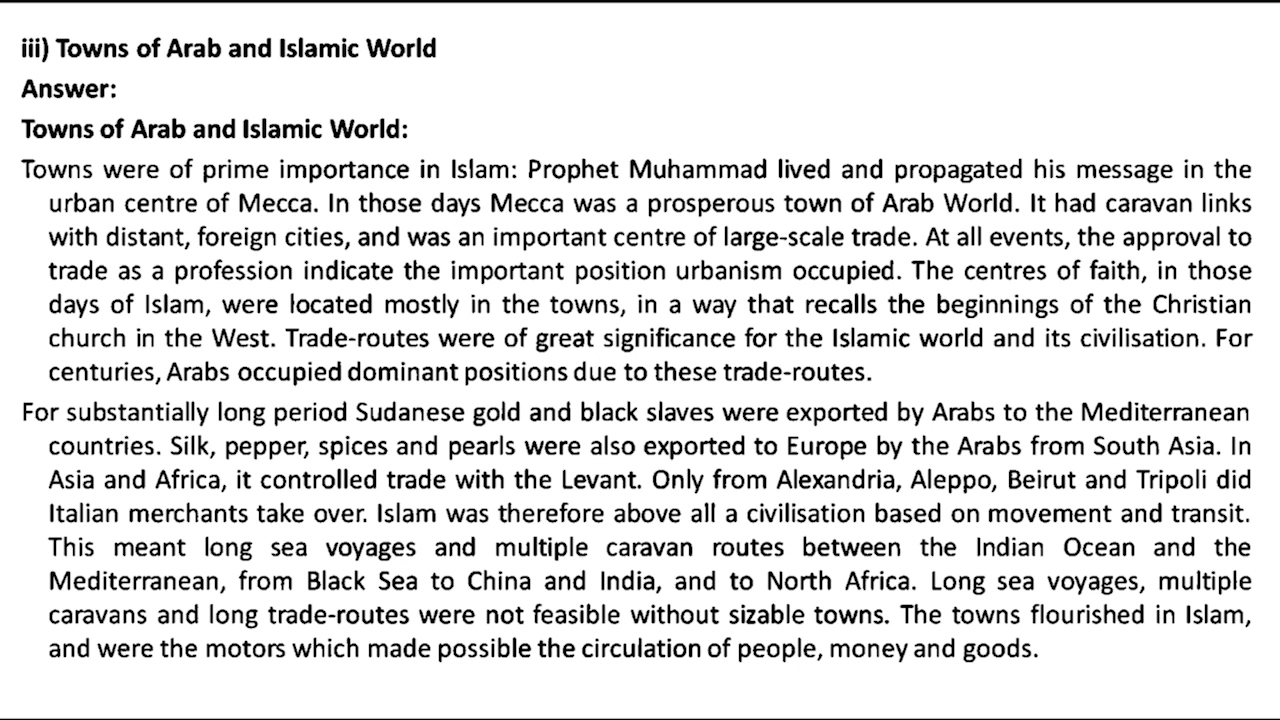 iii) Towns of Arab and Islamic World
Answer:
Towns of Arab and Islamic World:
Towns were of prime importance in Islam: Prophet Muhammad lived and propagated his message in the
urban centre of Mecca. In those days Mecca was a prosperous town of Arab World. It had caravan links
with distant, foreign cities, and was an important centre of large-scale trade. At all events, the approval to
trade as a profession indicate the important position urbanism occupied. The centres of faith, in those
days of Islam, were located mostly in the towns, in a way that recalls the beginnings of the Christian
church in the West. Trade-routes were of great significance for the Islamic world and its civilisation. For
centuries, Arabs occupied dominant positions due to these trade-routes.
For substantially long period Sudanese gold and black slaves were exported by Arabs to the Mediterranean
countries. Silk, pepper, spices and pearls were also exported to Europe by the Arabs from South Asia. In
Asia and Africa, it controlled trade with the Levant. Only from Alexandria, Aleppo, Beirut and Tripoli did
Italian merchants take over. Islam was therefore above all a civilisation based on movement and transit.
This meant long sea voyages and multiple caravan routes between the Indian Ocean and the
Mediterranean, from Black Sea to China and India, and to North Africa. Long sea voyages, multiple
caravans and long trade-routes were not feasible without sizable towns. The towns flourished in Islam,
and were the motors which made possible the circulation of people, money and goods.